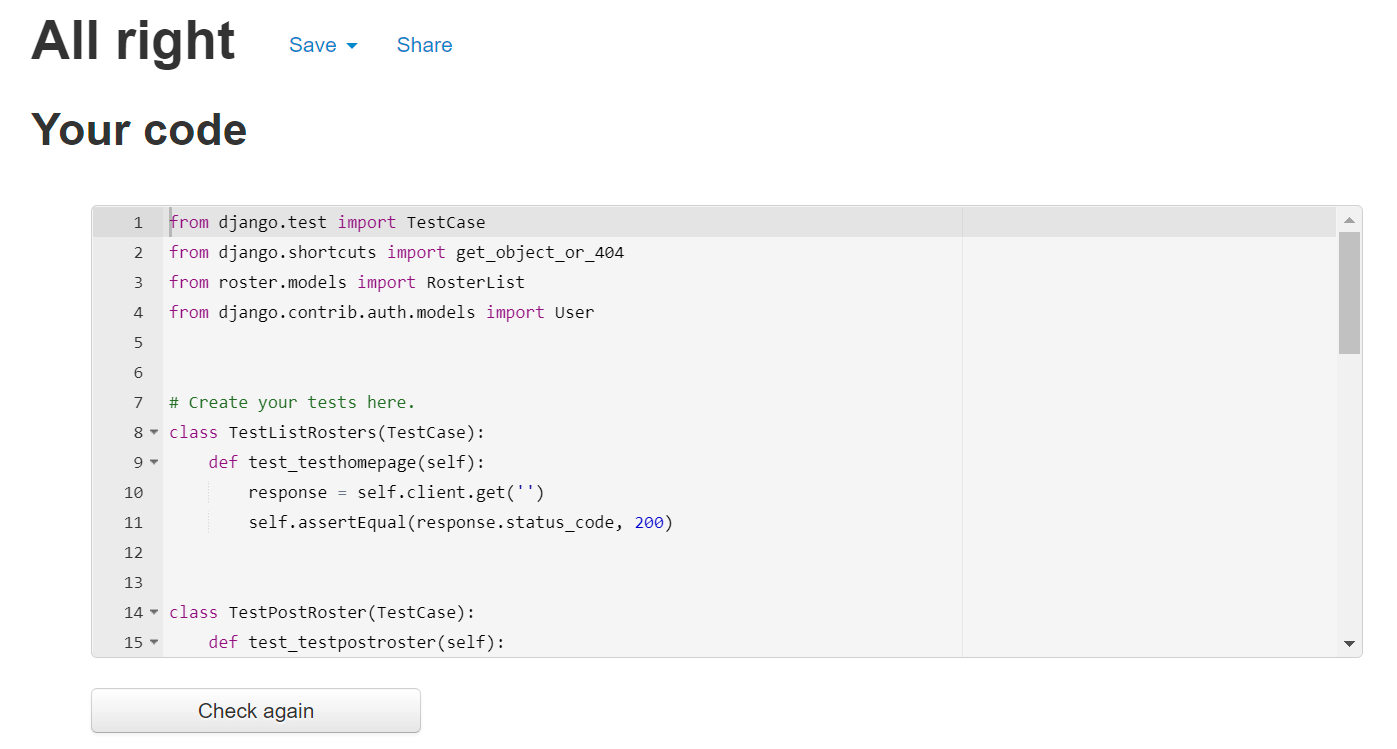 All right Save Share
Your code
1 from django.test import TestCase
2 from django.shortcuts import get_object_or_404
3 from roster.models import RosterList
4 from django.contrib.auth.models import User
5
6
7 # Create your tests here.
8 class TestListRosters(TestCase):
9     def test_testhomepage(self):
10         response = self.client.get('')
11         self.assertEqual(response.status_code, 200)
12
13
14 class TestPostRoster(TestCase):
15     def test_testpostroster(self):
Check again